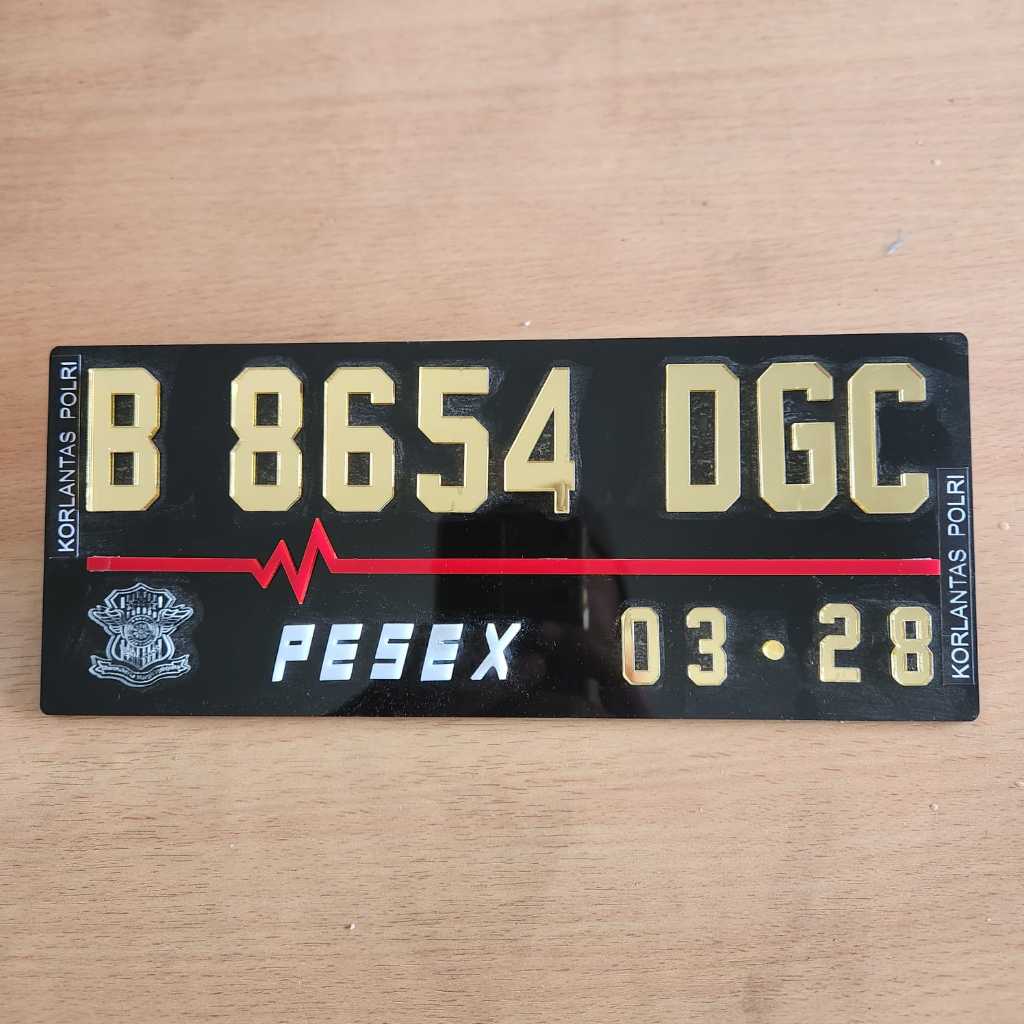 KORLANTAS POLRI
B 8654 DGC
PESEX
03 • 28
KORLANTAS POLRI